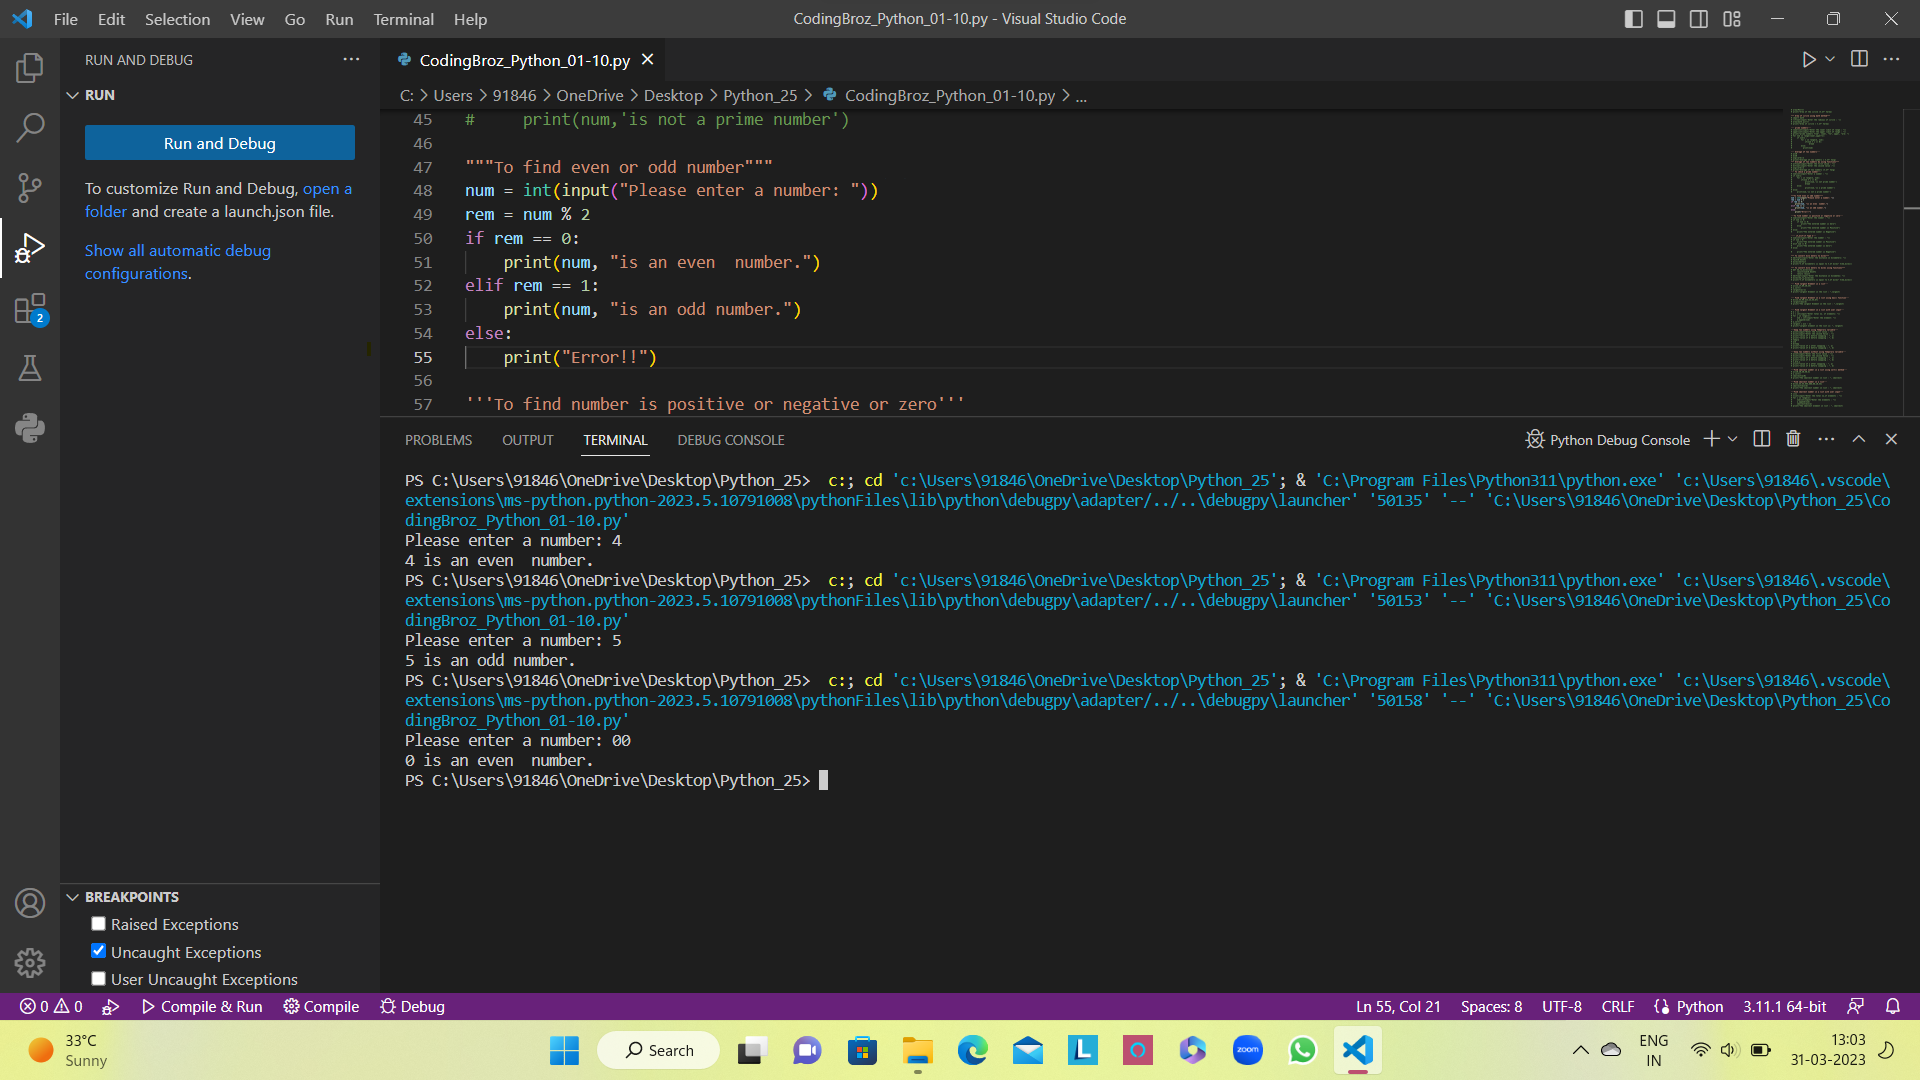 File Edit Selection View Go Run Terminal Help
CodingBroz_Python_01-10.py - Visual Studio Code
RUN AND DEBUG
CodingBroz_Python_01-10.py
RUN
C: > Users > 91846 > OneDrive > Desktop > Python_25 > CodingBroz_Python_01-10.py > ...
Run and Debug
To customize Run and Debug, open a
folder and create a launch.json file.
Show all automatic debug
configurations.
2
45 #     print(num,'is not a prime number')
46
47 """To find even or odd number"""
48 num = int(input("Please enter a number: "))
49 rem = num % 2
50 if rem == 0:
51     print(num, "is an even  number.")
52 elif rem == 1:
53     print(num, "is an odd number.")
54 else:
55     print("Error!!")
56
57 '''To find number is positive or negative or zero'''
PROBLEMS OUTPUT TERMINAL DEBUG CONSOLE
Python Debug Console
PS C:\Users\91846\OneDrive\Desktop\Python_25>  c:; cd 'c:\Users\91846\OneDrive\Desktop\Python_25'; & 'C:\Program Files\Python311\python.exe' 'c:\Users\91846\.vscode\
extensions\ms-python.python-2023.5.10791008\pythonFiles\lib\python\debugpy\adapter/../..\debugpy\launcher' '50135' '--' 'C:\Users\91846\OneDrive\Desktop\Python_25\Co
dingBroz_Python_01-10.py'
Please enter a number: 4
4 is an even  number.
PS C:\Users\91846\OneDrive\Desktop\Python_25>  c:; cd 'c:\Users\91846\OneDrive\Desktop\Python_25'; & 'C:\Program Files\Python311\python.exe' 'c:\Users\91846\.vscode\
extensions\ms-python.python-2023.5.10791008\pythonFiles\lib\python\debugpy\adapter/../..\debugpy\launcher' '50153' '--' 'C:\Users\91846\OneDrive\Desktop\Python_25\Co
dingBroz_Python_01-10.py'
Please enter a number: 5
5 is an odd number.
PS C:\Users\91846\OneDrive\Desktop\Python_25>  c:; cd 'c:\Users\91846\OneDrive\Desktop\Python_25'; & 'C:\Program Files\Python311\python.exe' 'c:\Users\91846\.vscode\
extensions\ms-python.python-2023.5.10791008\pythonFiles\lib\python\debugpy\adapter/../..\debugpy\launcher' '50158' '--' 'C:\Users\91846\OneDrive\Desktop\Python_25\Co
dingBroz_Python_01-10.py'
Please enter a number: 00
0 is an even  number.
PS C:\Users\91846\OneDrive\Desktop\Python_25>
BREAKPOINTS
Raised Exceptions
Uncaught Exceptions
User Uncaught Exceptions
0 0 Compile & Run Compile Debug
Ln 55, Col 21 Spaces: 8 UTF-8 CRLF Python 3.11.1 64-bit
33°C
Sunny
Search
L
zoom
ENG
IN
13:03
31-03-2023